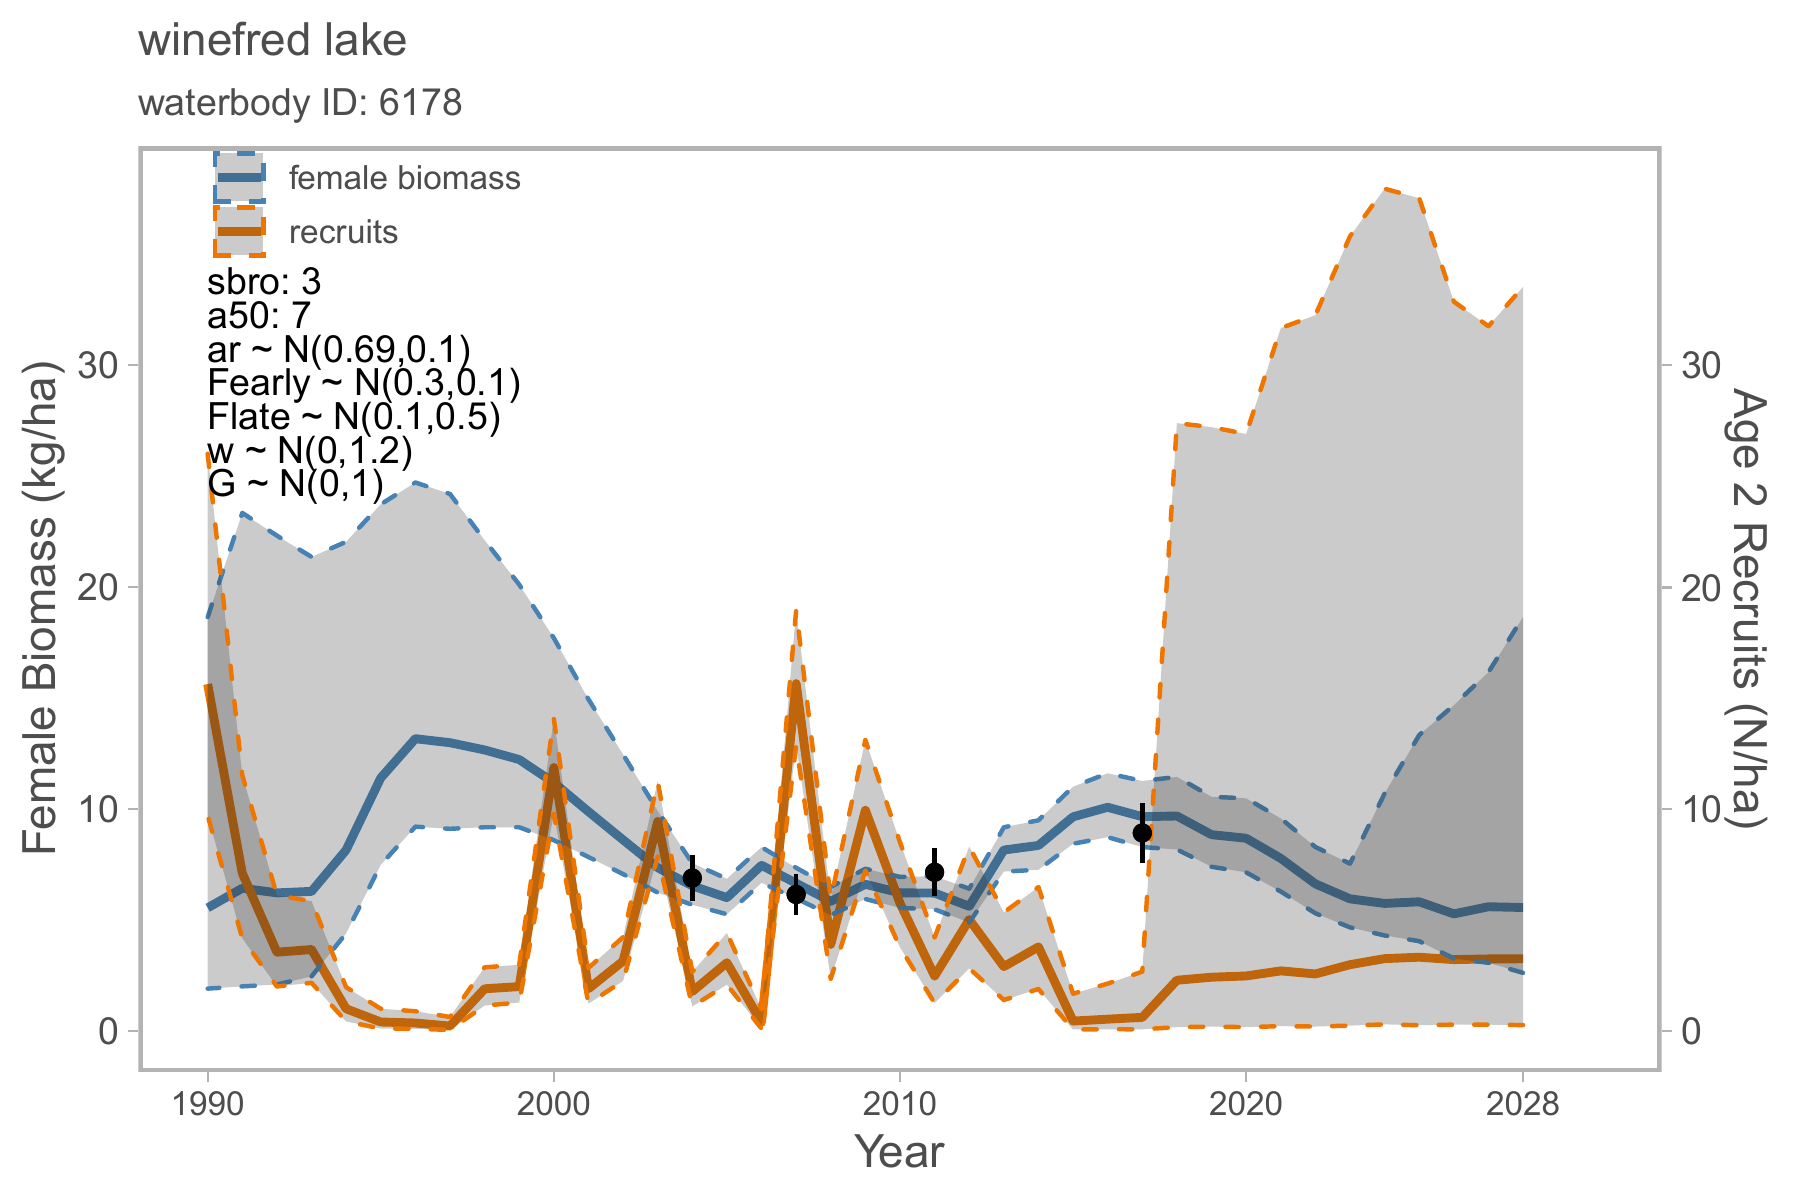 winefred lake
waterbody ID: 6178
female biomass
recruits
sbro: 3
a50: 7
ar ~ N(0.69,0.1)
Fearly ~ N(0.3,0.1)
Flate ~ N(0.1,0.5)
w ~ N(0,1.2)
G ~ N(0,1)
Female Biomass (kg/ha)
30
20
10
0
30
20
10
0
Age 2 Recruits (N/ha)
1990 2000 2010 2020 2028
Year